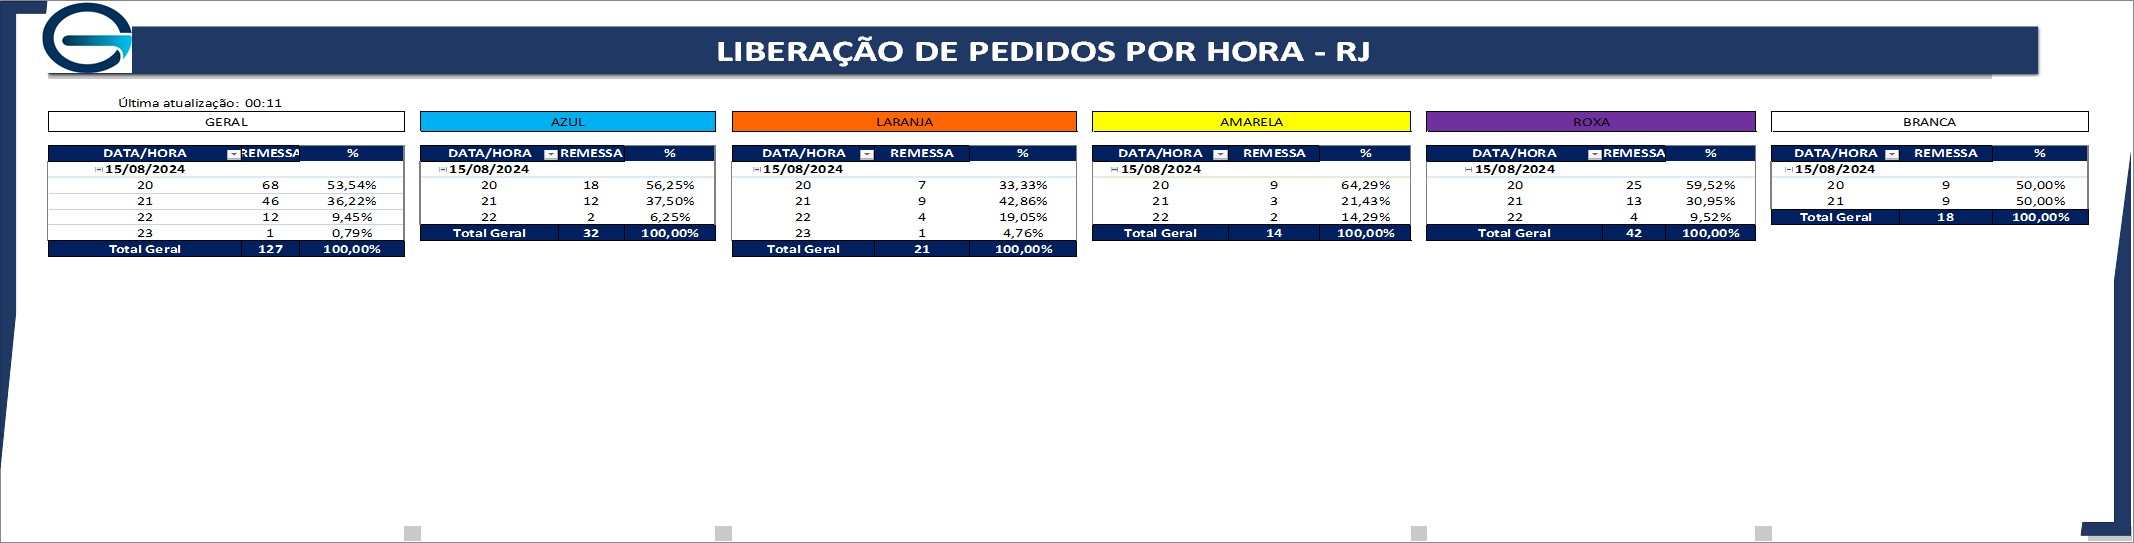 LIBERAÇÃO DE PEDIDOS POR HORA - RJ
Última atualização: 00:11
GERAL
DATA/HORA REMESSA %
15/08/2024
20 68 53,54%
21 46 36,22%
22 12 9,45%
23 1 0,79%
Total Geral 127 100,00%
AZUL
DATA/HORA REMESSA %
15/08/2024
20 18 56,25%
21 12 37,50%
22 2 6,25%
Total Geral 32 100,00%
LARANJA
DATA/HORA REMESSA %
15/08/2024
20 7 33,33%
21 9 42,86%
22 4 19,05%
23 1 4,76%
Total Geral 21 100,00%
AMARELA
DATA/HORA REMESSA %
15/08/2024
20 9 64,29%
21 3 21,43%
22 2 14,29%
Total Geral 14 100,00%
ROXA
DATA/HORA REMESSA %
15/08/2024
20 25 59,52%
21 13 30,95%
22 4 9,52%
Total Geral 42 100,00%
BRANCA
DATA/HORA REMESSA %
15/08/2024
20 9 50,00%
21 9 50,00%
Total Geral 18 100,00%